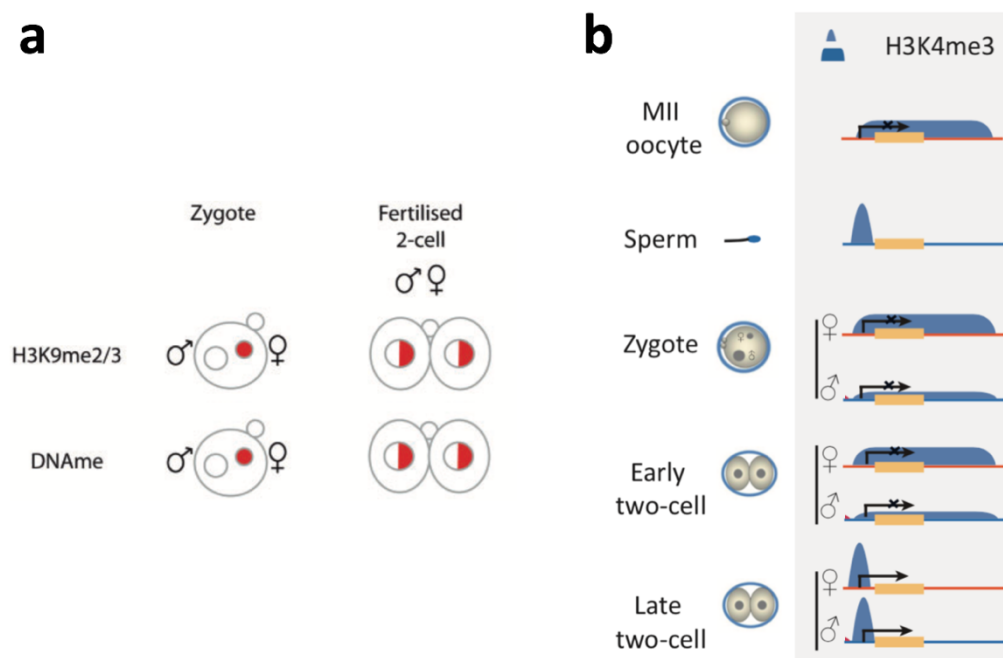 a
Zygote
Fertilised
2-cell
♂♀
H3K9me2/3
♂
♀
DNAme
♂
♀
b
H3K4me3
MII
oocyte
Sperm
Zygote
♀
♂
Early
two-cell
♀
♂
Late
two-cell
♀
♂